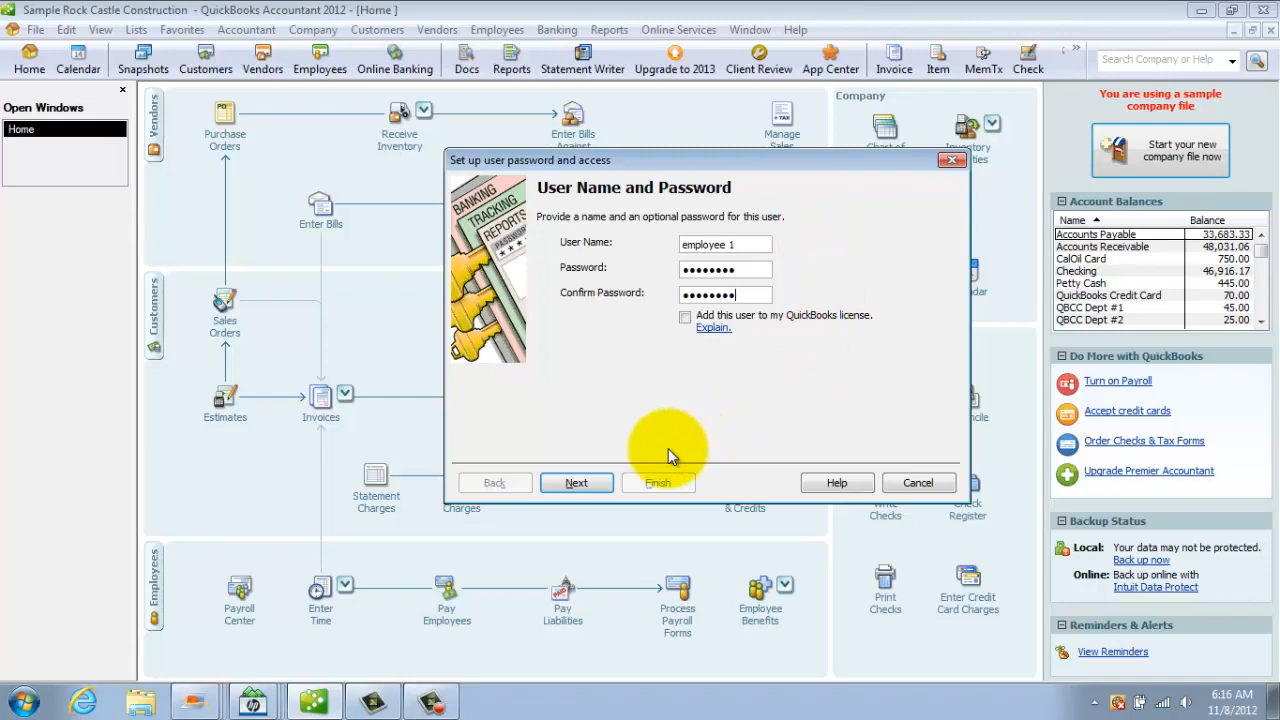 Sample Rock Castle Construction - QuickBooks Accountant 2012 - [Home ]
File Edit View Lists Favorites Accountant Company Customers Vendors Employees Banking Reports Online Services Window Help
Home Calendar Snapshots Customers Vendors Employees Online Banking Docs Reports Statement Writer Upgrade to 2013 Client Review App Center Invoice Item MemTx Check
Search Company or Help
Open Windows
Home
Vendors
Purchase
Orders
Receive
Inventory
Enter Bills
Against
Manage
Sales
Enter Bills
Customers
Sales
Orders
Estimates
Invoices
Statement
Charges
Charges
& Credits
Employees
Payroll
Center
Enter
Time
Pay
Employees
Pay
Liabilities
Process
Payroll
Forms
Employee
Benefits
Company
Chart of
Checks
Check
Register
Print
Checks
Enter Credit
Card Charges
Set up user password and access
BANKING
TRACKING
REPORTS
User Name and Password
Provide a name and an optional password for this user.
User Name:
employee 1
Password:
••••••••
Confirm Password:
••••••••
Add this user to my QuickBooks license.
Explain.
Back
Next
Finish
Help
Cancel
You are using a sample
company file
Start your new
company file now
Account Balances
Name Balance
Accounts Payable 33,683.33
Accounts Receivable 48,031.06
CalOil Card 750.00
Checking 46,916.17
Petty Cash 445.00
QuickBooks Credit Card 70.00
QBCC Dept #1 45.00
QBCC Dept #2 25.00
Do More with QuickBooks
Turn on Payroll
Accept credit cards
Order Checks & Tax Forms
Upgrade Premier Accountant
Backup Status
Local: Your data may not be protected.
Back up now
Online: Back up online with
Intuit Data Protect
Reminders & Alerts
View Reminders
6:16 AM
11/8/2012